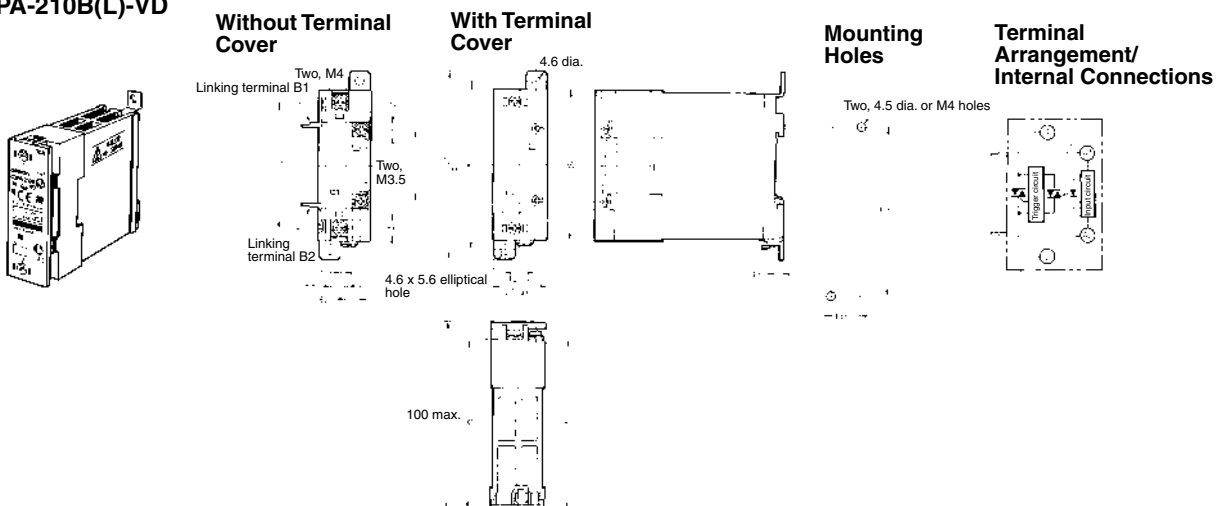 PA-210B(L)-VD
Without Terminal
Cover
With Terminal
Cover
Mounting
Holes
Terminal
Arrangement/
Internal Connections
Two, M4
Linking terminal B1
Two,
M3.5
Linking
terminal B2
4.6 x 5.6 elliptical
hole
4.6 dia.
100 max.
Two, 4.5 dia. or M4 holes
Trigger circuit
Input circuit